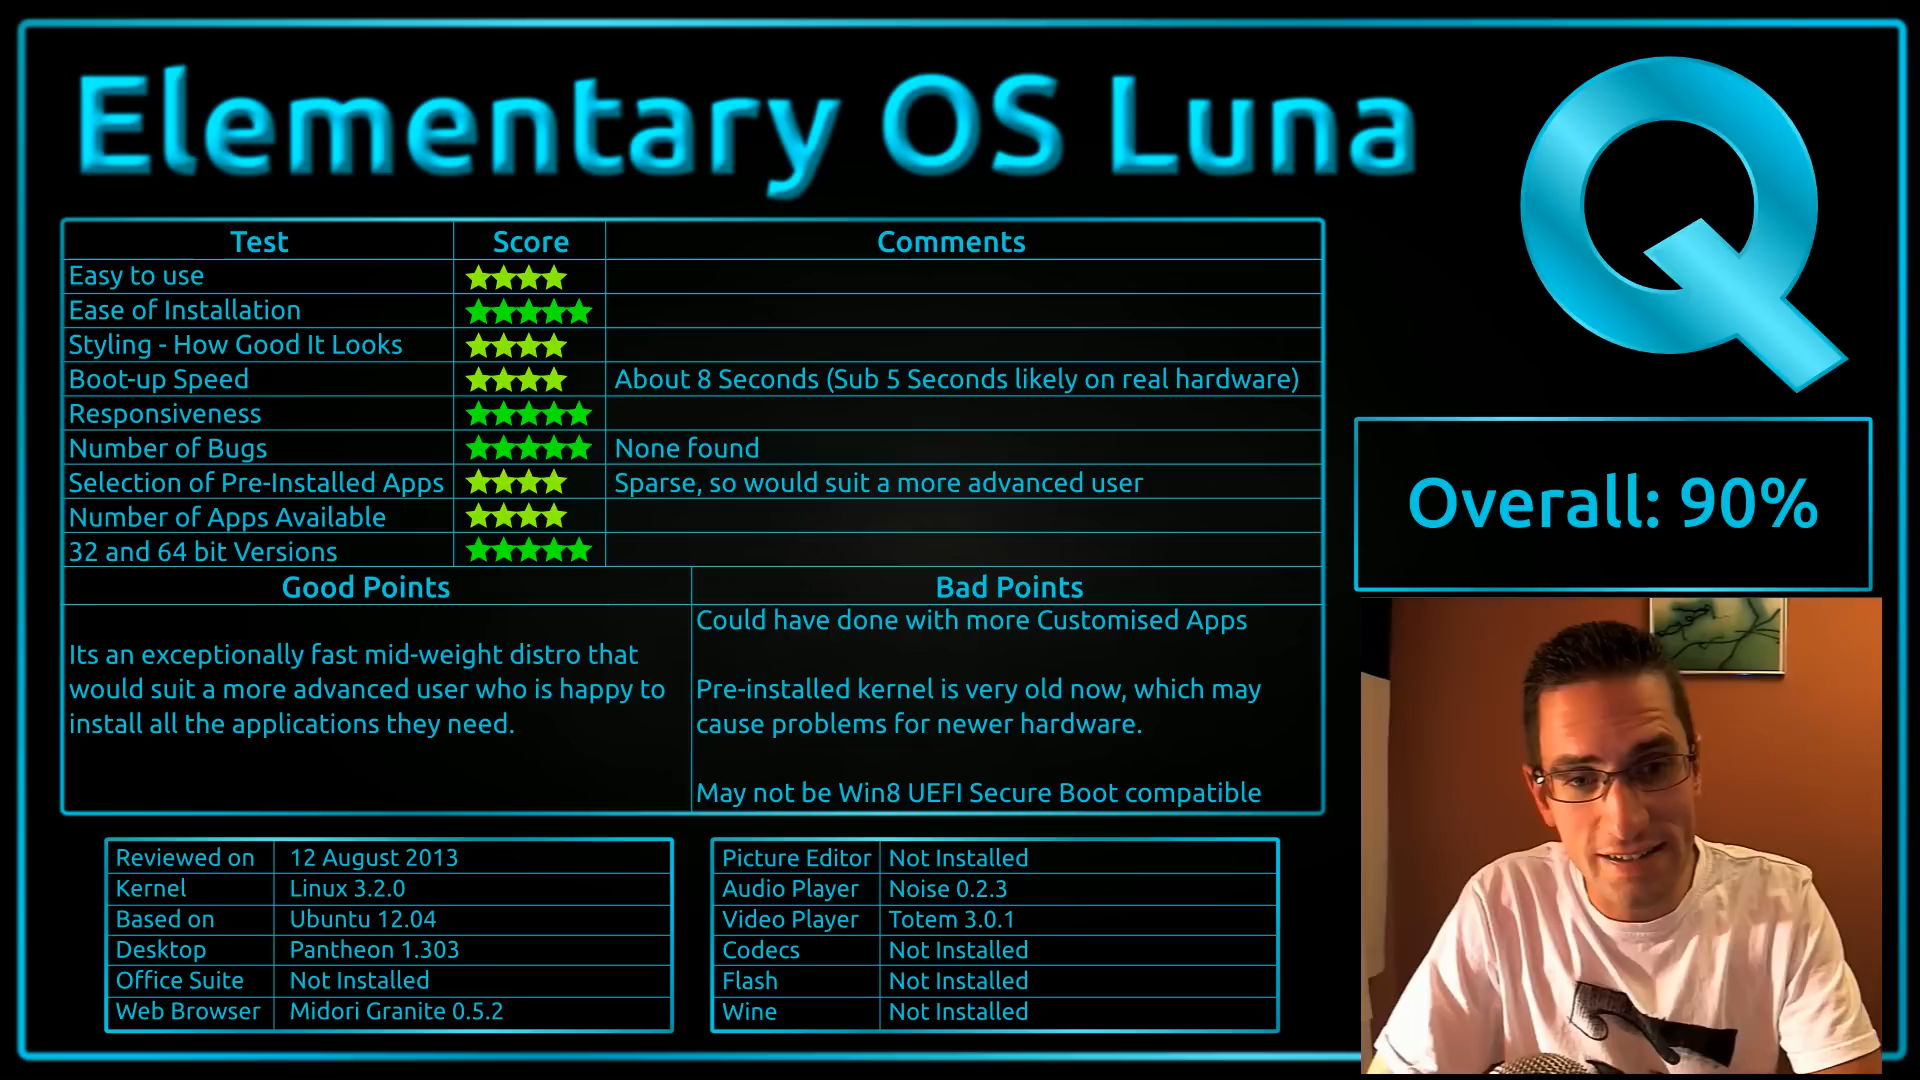 Elementary OS Luna
Q
Test Score Comments
Easy to use ★★★★
Ease of Installation ★★★★★
Styling - How Good It Looks ★★★★
Boot-up Speed ★★★★ About 8 Seconds (Sub 5 Seconds likely on real hardware)
Responsiveness ★★★★★
Number of Bugs ★★★★★ None found
Selection of Pre-Installed Apps ★★★★ Sparse, so would suit a more advanced user
Number of Apps Available ★★★★
32 and 64 bit Versions ★★★★★
Overall: 90%
Good Points
Its an exceptionally fast mid-weight distro that
would suit a more advanced user who is happy to
install all the applications they need.
Bad Points
Could have done with more Customised Apps
Pre-installed kernel is very old now, which may
cause problems for newer hardware.
May not be Win8 UEFI Secure Boot compatible
Reviewed on 12 August 2013
Kernel Linux 3.2.0
Based on Ubuntu 12.04
Desktop Pantheon 1.303
Office Suite Not Installed
Web Browser Midori Granite 0.5.2
Picture Editor Not Installed
Audio Player Noise 0.2.3
Video Player Totem 3.0.1
Codecs Not Installed
Flash Not Installed
Wine Not Installed